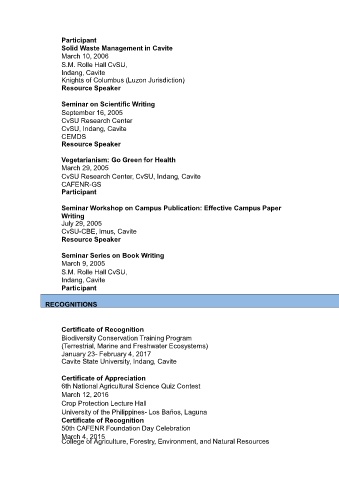 Participant
Solid Waste Management in Cavite
March 10, 2006
S.M. Rolle Hall CvSU,
Indang, Cavite
Knights of Columbus (Luzon Jurisdiction)
Resource Speaker
Seminar on Scientific Writing
September 16, 2005
CvSU Research Center
CvSU, Indang, Cavite
CEMDS
Resource Speaker
Vegetarianism: Go Green for Health
March 29, 2005
CvSU Research Center, CvSU, Indang, Cavite
CAFENR-GS
Participant
Seminar Workshop on Campus Publication: Effective Campus Paper
Writing
July 29, 2005
CvSU-CBE, Imus, Cavite
Resource Speaker
Seminar Series on Book Writing
March 9, 2005
S.M. Rolle Hall CvSU,
Indang, Cavite
Participant
RECOGNITIONS
Certificate of Recognition
Biodiversity Conservation Training Program
(Terrestrial, Marine and Freshwater Ecosystems)
January 23- February 4, 2017
Cavite State University, Indang, Cavite
Certificate of Appreciation
6th National Agricultural Science Quiz Contest
March 12, 2016
Crop Protection Lecture Hall
University of the Philippines- Los Baños, Laguna
Certificate of Recognition
50th CAFENR Foundation Day Celebration
March 4, 2015
College of Agriculture, Forestry, Environment, and Natural Resources